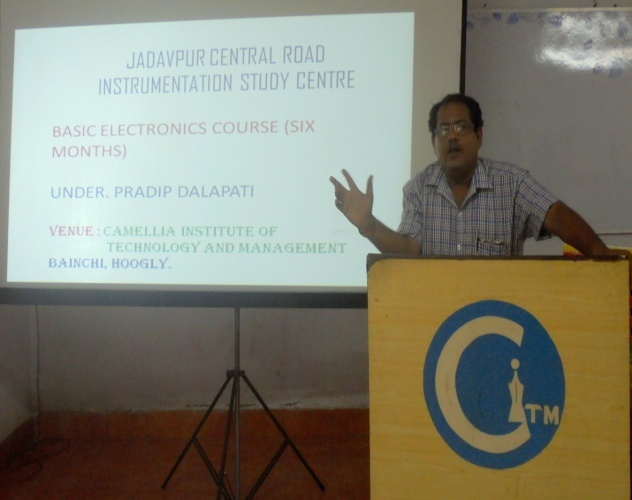 JADAVPUR CENTRAL ROAD
INSTRUMENTATION STUDY CENTRE
BASIC ELECTRONICS COURSE (SIX
MONTHS)
UNDER. PRADIP DALAPATI
VENUE : CAMELLIA INSTITUTE OF
TECHNOLOGY AND MANAGEMENT
BAINCHI, HOOGLY.
CiTM